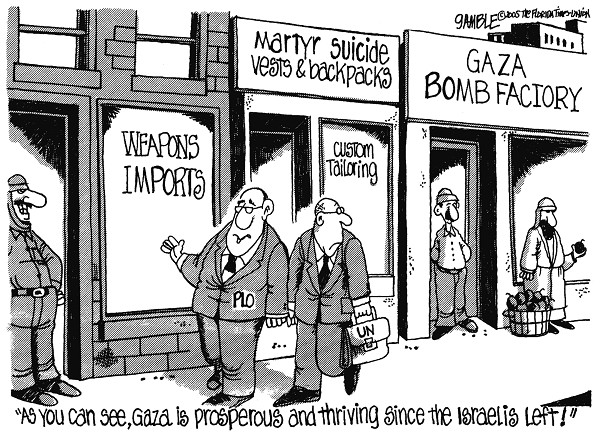 GAMBLE ©2005 THE FLORIDA TIMES-UNION
MARTYR SUICIDE
VESTS & BACKPACKS
GAZA
BOMB FACTORY
WEAPONS
IMPORTS
CUSTOM
TAILORING
PLO
UN
"AS YOU CAN SEE, GAZA IS PROSPEROUS AND THRIVING SINCE THE ISRAELIS LEFT!"